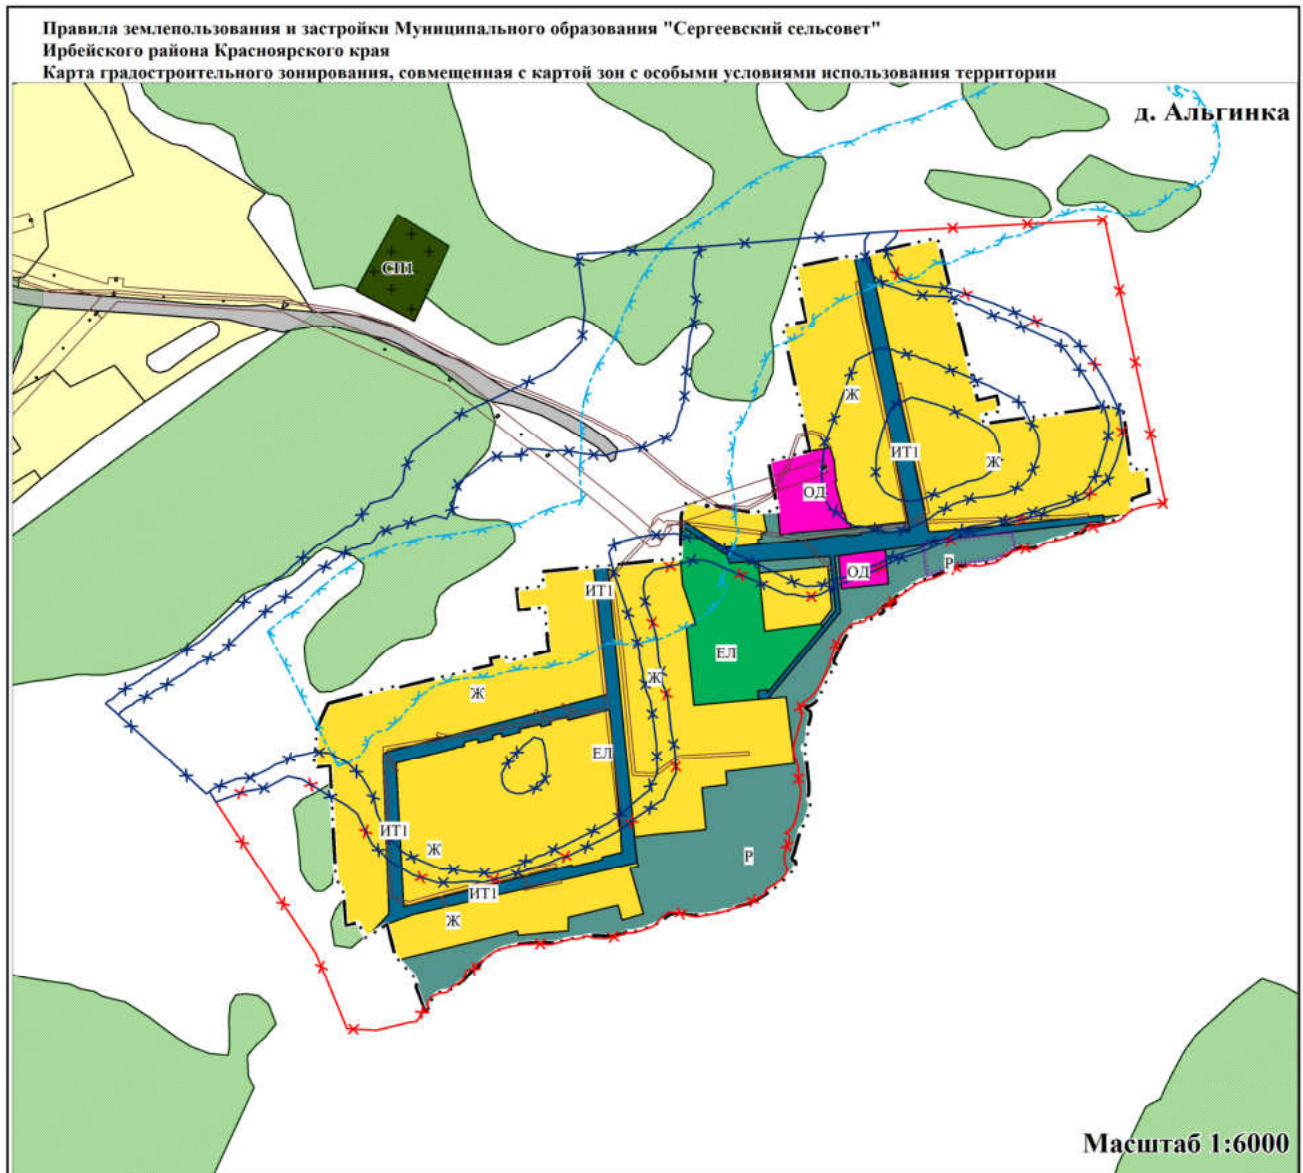 Правила землепользования и застройки Муниципального образования "Сергеевский сельсовет"
Ирбейского района Красноярского края
Карта градостроительного зонирования, совмещенная с картой зон с особыми условиями использования территории
д. Альгинка
СП1
Ж
ИТ1
Ж
ОД
ОД
Р
ИТ1
ЕЛ
Ж
Ж
ЕЛ
ИТ1
Ж
Р
ИТ1
Ж
Масштаб 1:6000